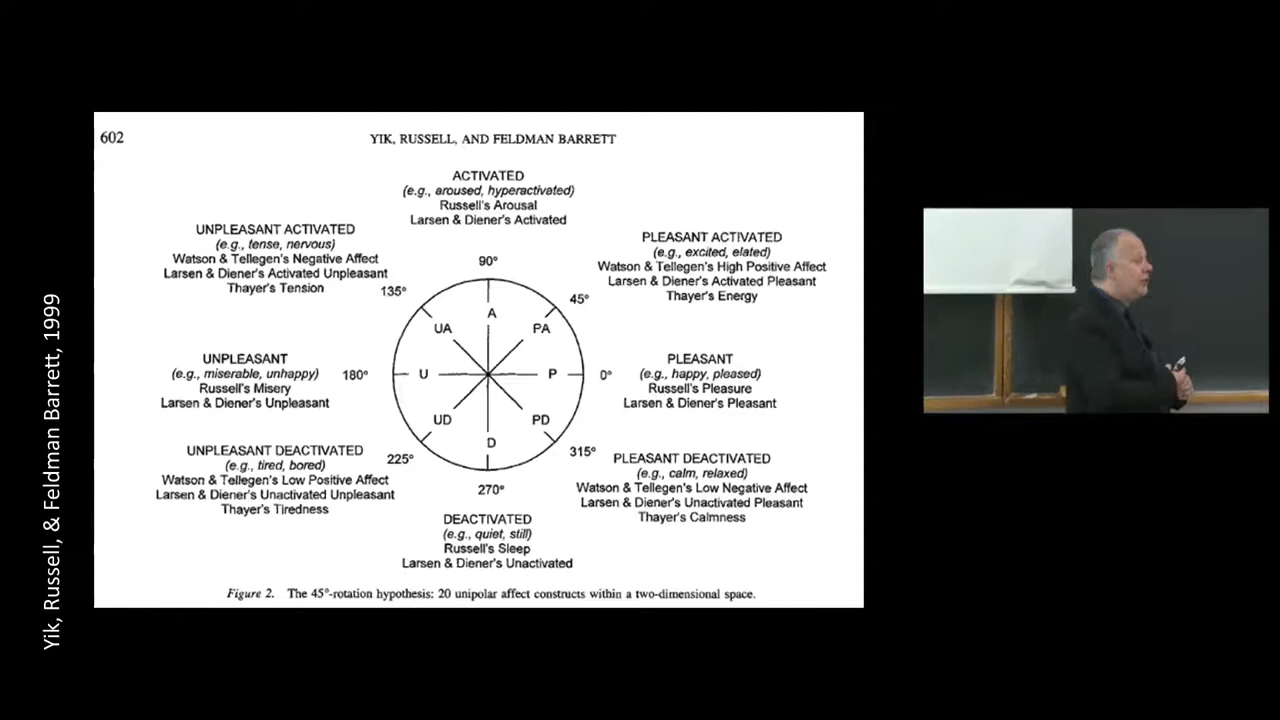 602
YIK, RUSSELL, AND FELDMAN BARRETT
ACTIVATED
(e.g., aroused, hyperactivated)
Russell's Arousal
Larsen & Diener's Activated
UNPLEASANT ACTIVATED
(e.g., tense, nervous)
Watson & Tellegen's Negative Affect
Larsen & Diener's Activated Unpleasant
Thayer's Tension
PLEASANT ACTIVATED
(e.g., excited, elated)
Watson & Tellegen's High Positive Affect
Larsen & Diener's Activated Pleasant
Thayer's Energy
90°
135°
45°
A
UA
PA
UNPLEASANT
(e.g., miserable, unhappy)
Russell's Misery
Larsen & Diener's Unpleasant
180°
U
P
0°
PLEASANT
(e.g., happy, pleased)
Russell's Pleasure
Larsen & Diener's Pleasant
UD
PD
D
UNPLEASANT DEACTIVATED
(e.g., tired, bored)
Watson & Tellegen's Low Positive Affect
Larsen & Diener's Unactivated Unpleasant
Thayer's Tiredness
225°
315°
PLEASANT DEACTIVATED
(e.g., calm, relaxed)
Watson & Tellegen's Low Negative Affect
Larsen & Diener's Unactivated Pleasant
Thayer's Calmness
270°
DEACTIVATED
(e.g., quiet, still)
Russell's Sleep
Larsen & Diener's Unactivated
Figure 2. The 45°-rotation hypothesis: 20 unipolar affect constructs within a two-dimensional space.
Yik, Russell, & Feldman Barrett, 1999